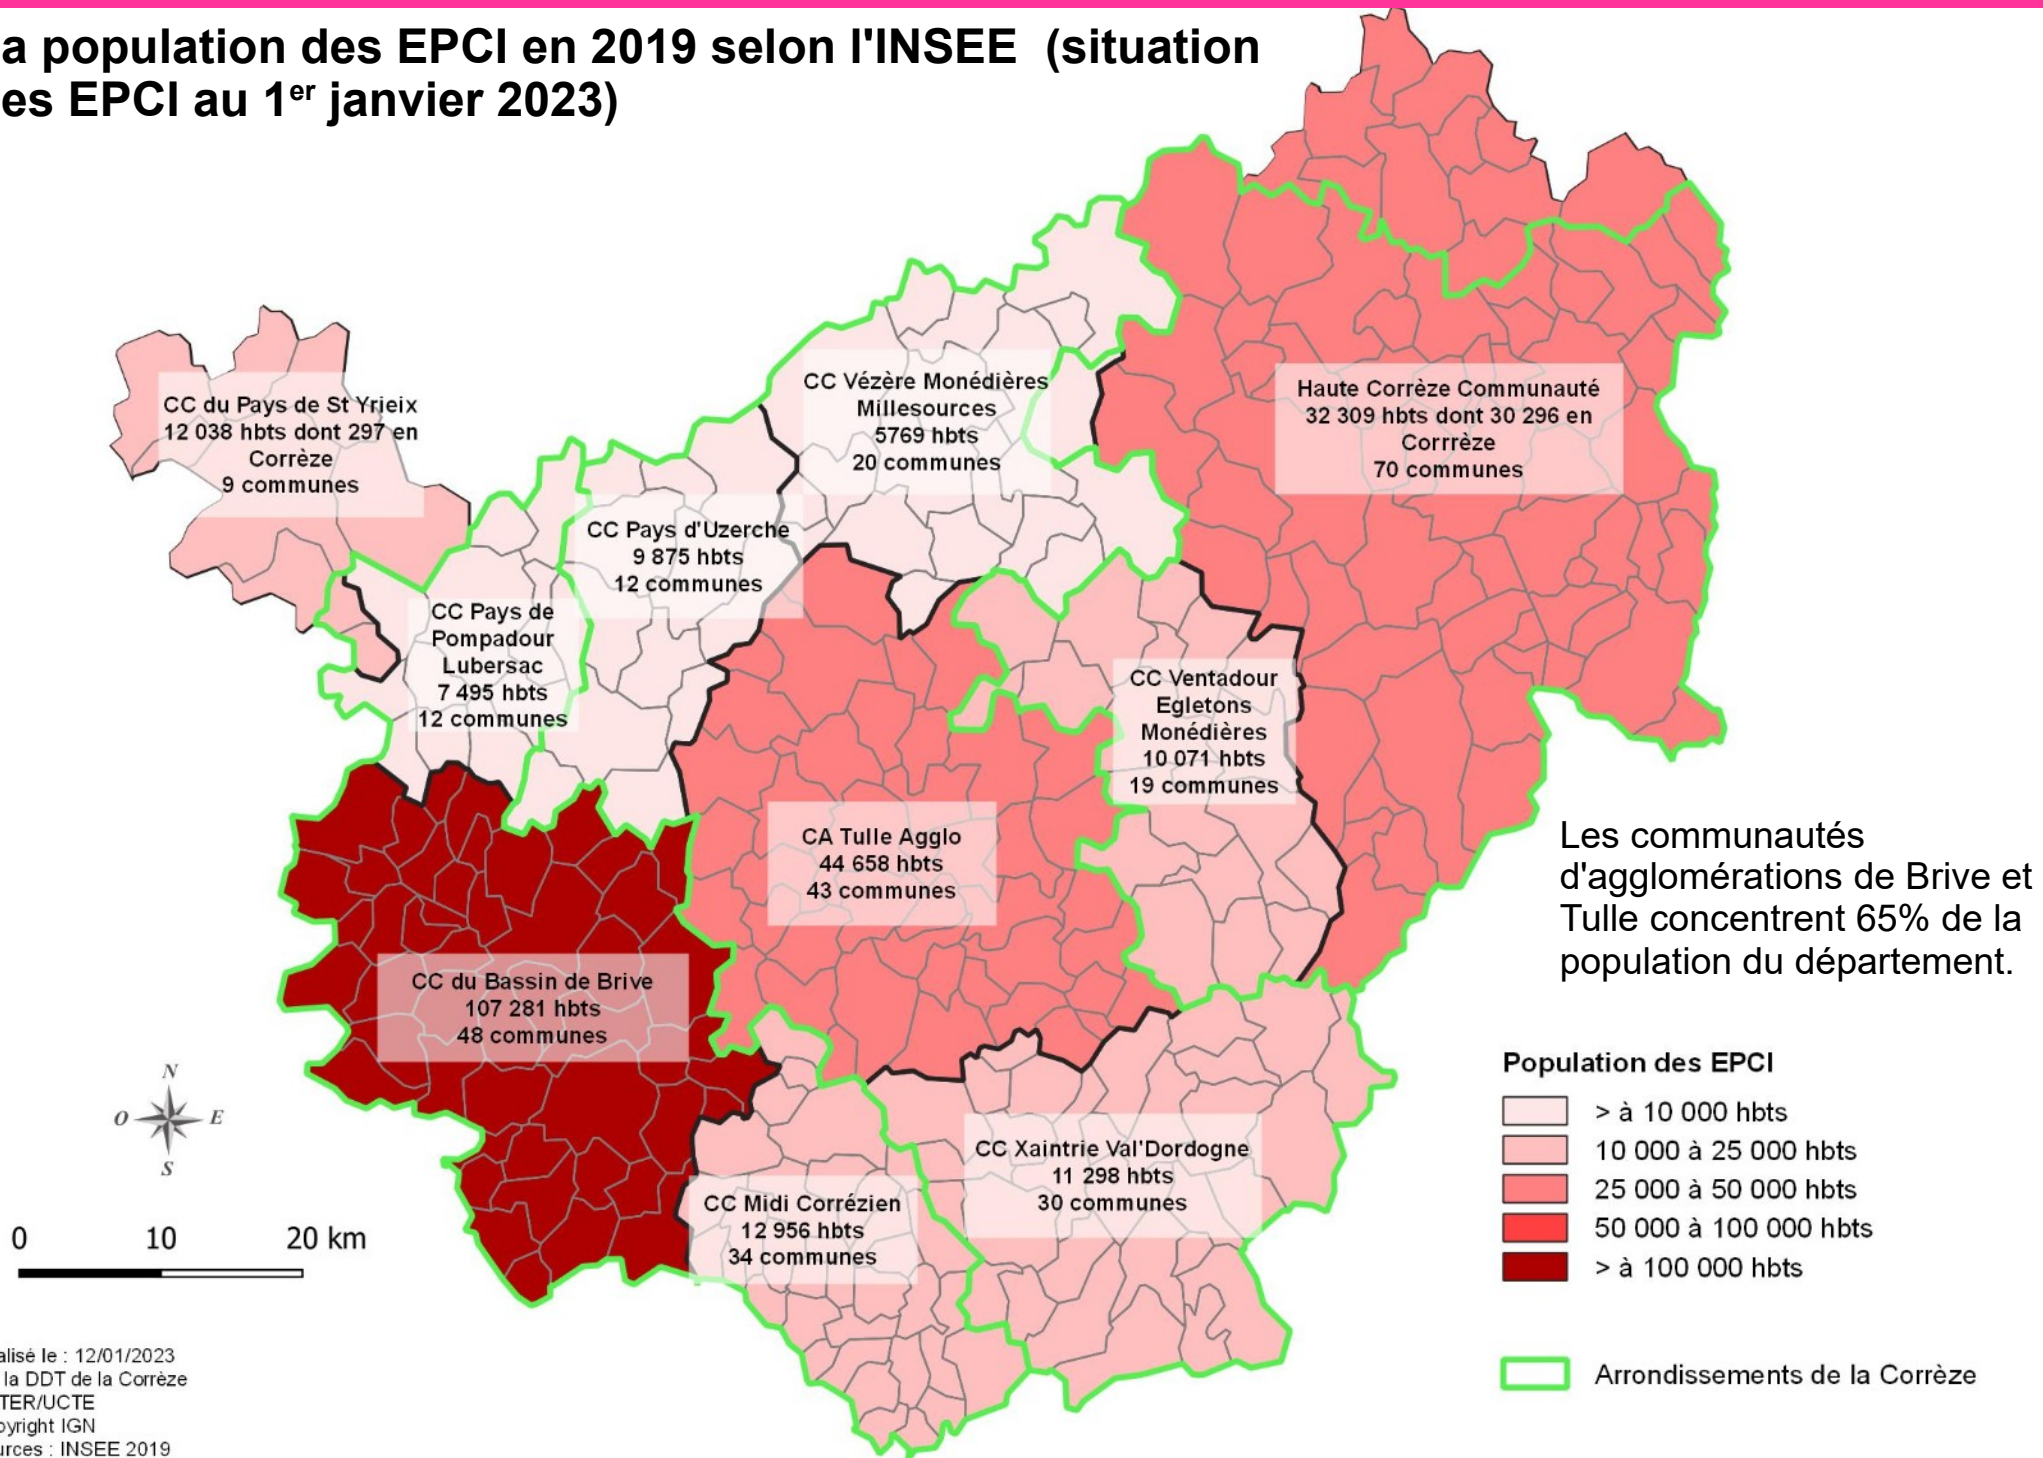 a population des EPCI en 2019 selon l'INSEE (situation
es EPCI au 1er janvier 2023)
CC du Pays de St Yrieix
12 038 hbts dont 297 en
Corrèze
9 communes
CC Vézère Monédières
Millesources
5769 hbts
20 communes
Haute Corrèze Communauté
32 309 hbts dont 30 296 en
Corrrèze
70 communes
CC Pays d'Uzerche
9 875 hbts
12 communes
CC Pays de
Pompadour
Lubersac
7 495 hbts
12 communes
CC Ventadour
Egletons
Monédières
10 071 hbts
19 communes
CA Tulle Agglo
44 658 hbts
43 communes
Les communautés
d'agglomérations de Brive et
Tulle concentrent 65% de la
population du département.
CC du Bassin de Brive
107 281 hbts
48 communes
CC Xaintrie Val'Dordogne
11 298 hbts
30 communes
CC Midi Corrézien
12 956 hbts
34 communes
N
O E
S
0 10 20 km
Population des EPCI
> à 10 000 hbts
10 000 à 25 000 hbts
25 000 à 50 000 hbts
50 000 à 100 000 hbts
> à 100 000 hbts
Arrondissements de la Corrèze
alisé le : 12/01/2023
la DDT de la Corrèze
TER/UCTE
pyright IGN
urces : INSEE 2019